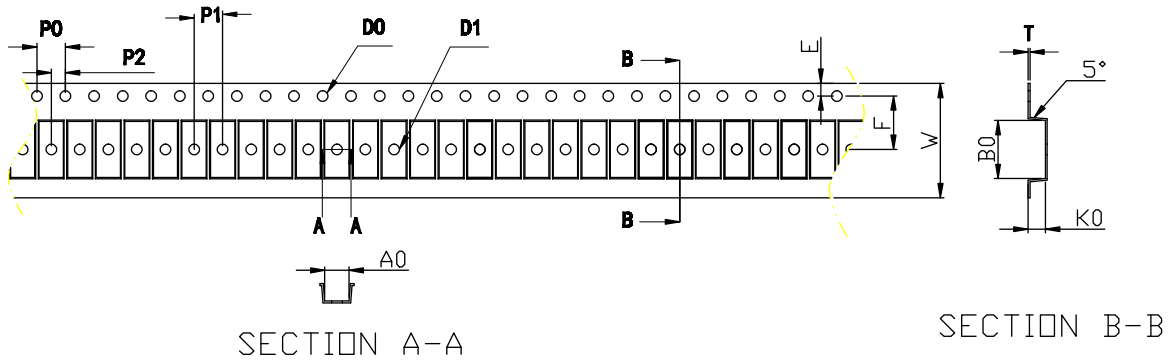 P0
P1
P2
D0
D1
B
E
T
5°
F
W
B0
B
K0
A
A
A0
SECTION A-A
SECTION B-B